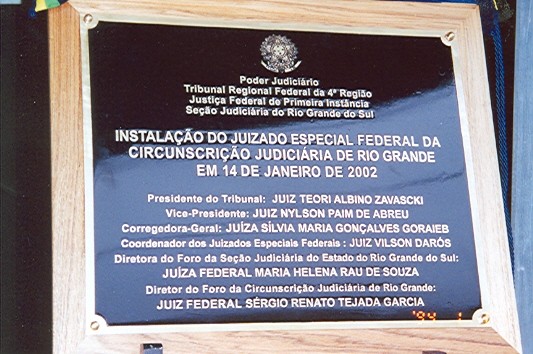 Poder Judiciário
Tribunal Regional Federal da 4ª Região
Justiça Federal de Primeira Instância
Seção Judiciária do Rio Grande do Sul
INSTALAÇÃO DO JUIZADO ESPECIAL FEDERAL DA
CIRCUNSCRIÇÃO JUDICIÁRIA DE RIO GRANDE
EM 14 DE JANEIRO DE 2002
Presidente do Tribunal: JUIZ TEORI ALBINO ZAVASCKI
Vice-Presidente: JUIZ NYLSON PAIM DE ABREU
Corregedora-Geral: JUÍZA SÍLVIA MARIA GONÇALVES GORAIEB
Coordenador dos Juizados Especiais Federais : JUIZ VILSON DARÓS
Diretora do Foro da Seção Judiciária do Estado do Rio Grande do Sul:
JUÍZA FEDERAL MARIA HELENA RAU DE SOUZA
Diretor do Foro da Circunscrição Judiciária de Rio Grande:
JUIZ FEDERAL SÉRGIO RENATO TEJADA GARCIA
'94 1